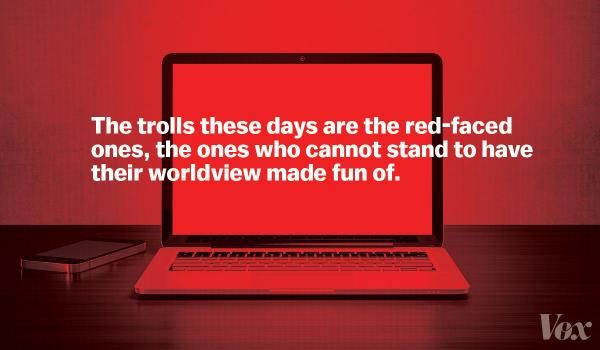 The trolls these days are the red-faced
ones, the ones who cannot stand to have
their worldview made fun of.
Vox